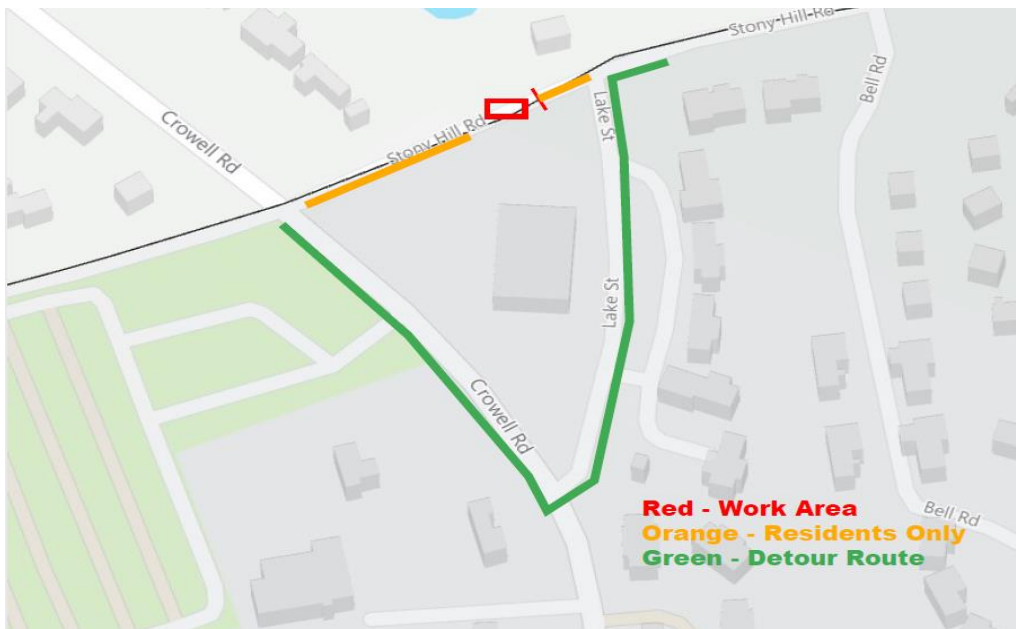 Stony Hill Rd
Bell Rd
Lake St
Crowell Rd
Stony Hill Rd
Lake St
Crowell Rd
Bell Rd
Red - Work Area
Orange - Residents Only
Green - Detour Route